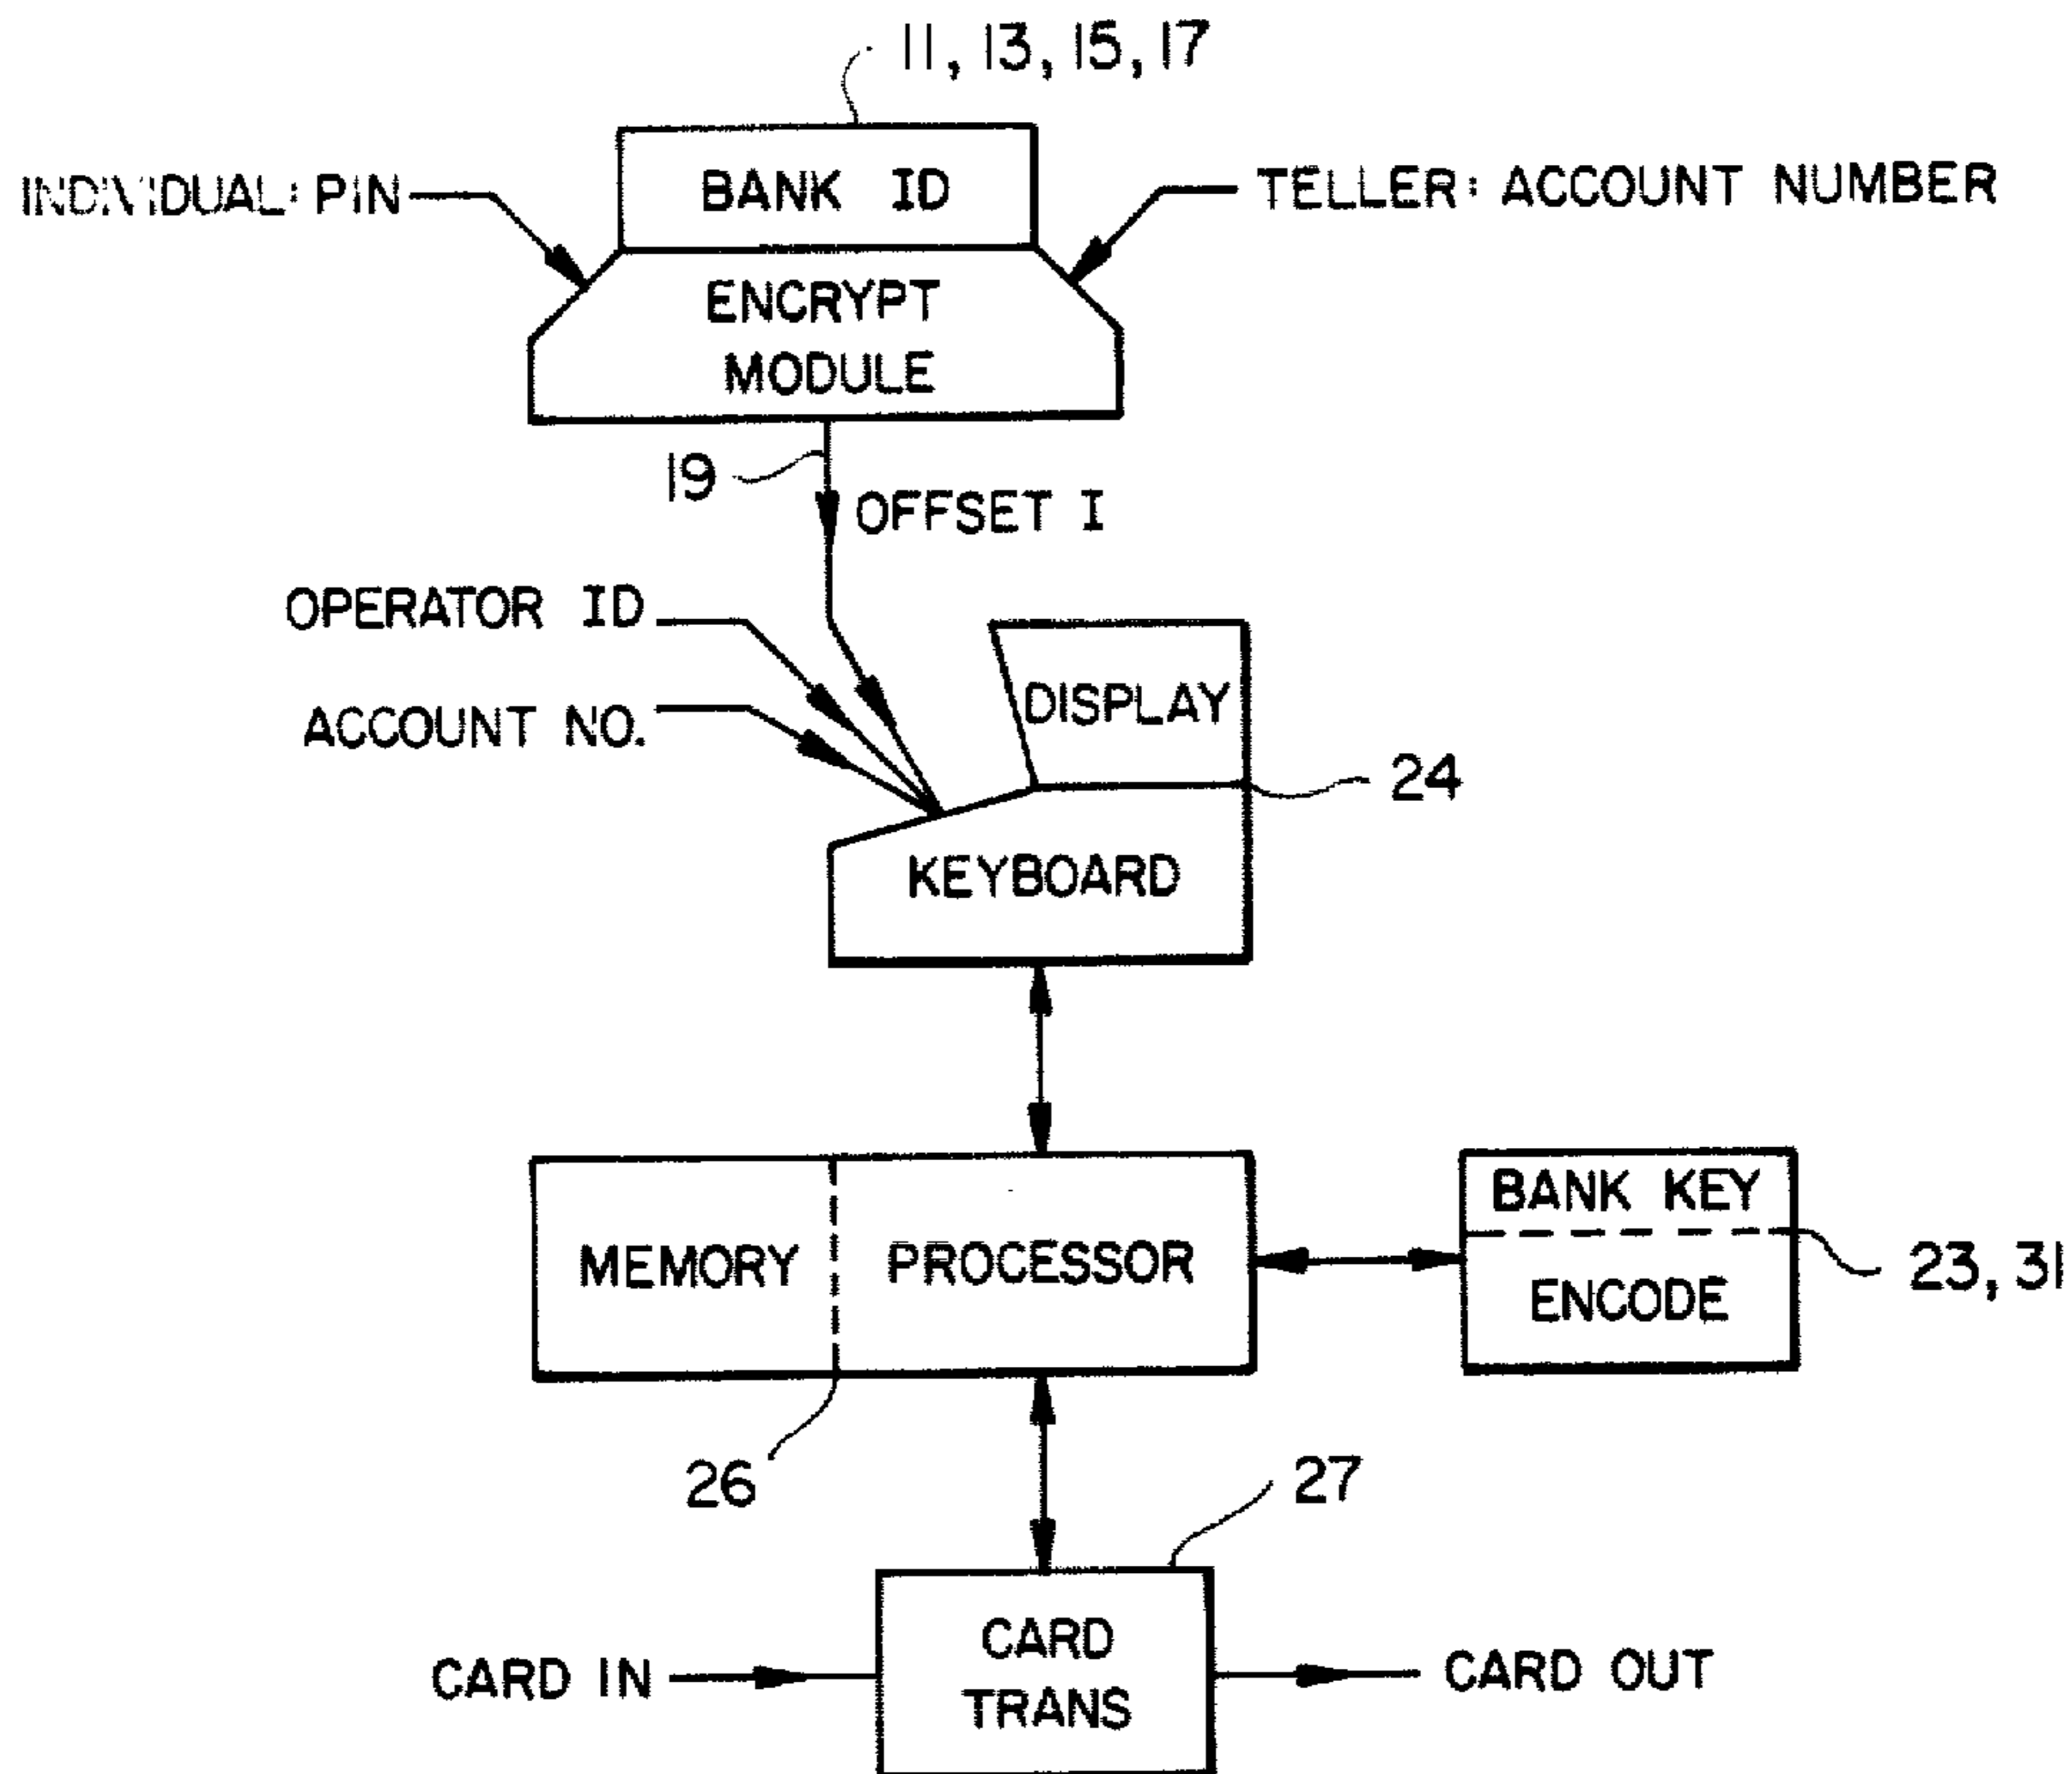 11, 13, 15, 17
INDIVIDUAL: PIN
BANK ID
TELLER: ACCOUNT NUMBER
ENCRYPT
MODULE
19
OFFSET I
OPERATOR ID
ACCOUNT NO.
DISPLAY
24
KEYBOARD
MEMORY
PROCESSOR
BANK KEY
ENCODE
23, 31
26
27
CARD IN
CARD
TRANS
CARD OUT